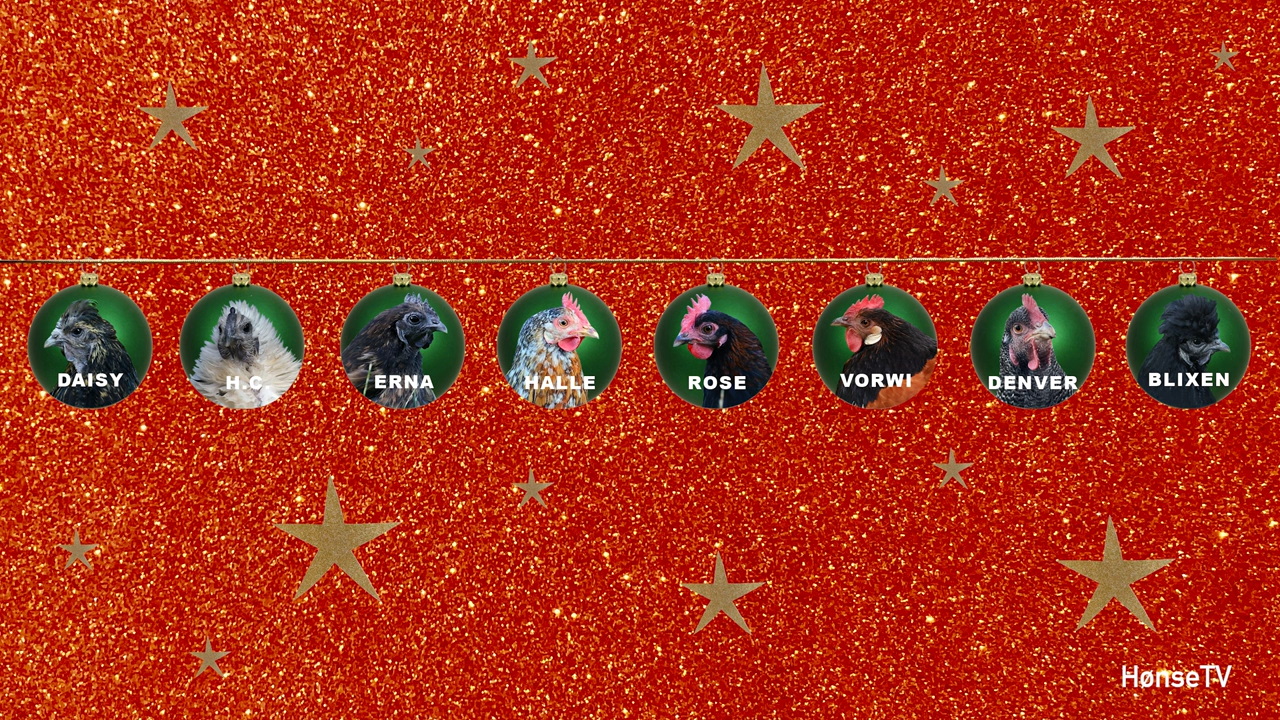 DAISY
H.C.
ERNA
HALLE
ROSE
VORWI
DENVER
BLIXEN
HønseTV